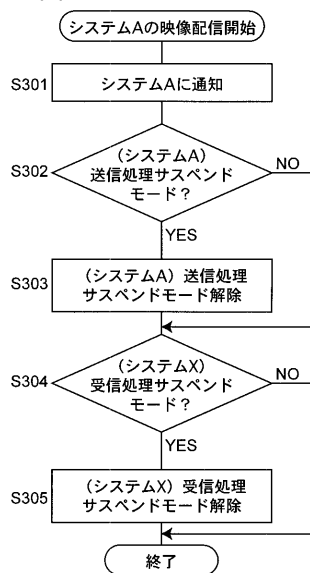 システムAの映像配信開始
S301
システムAに通知
S302
（システムA）
送信処理サスペンド
モード？
NO
YES
S303
（システムA）送信処理
サスペンドモード解除
S304
（システムX）
受信処理サスペンド
モード？
NO
YES
S305
（システムX）受信処理
サスペンドモード解除
終了